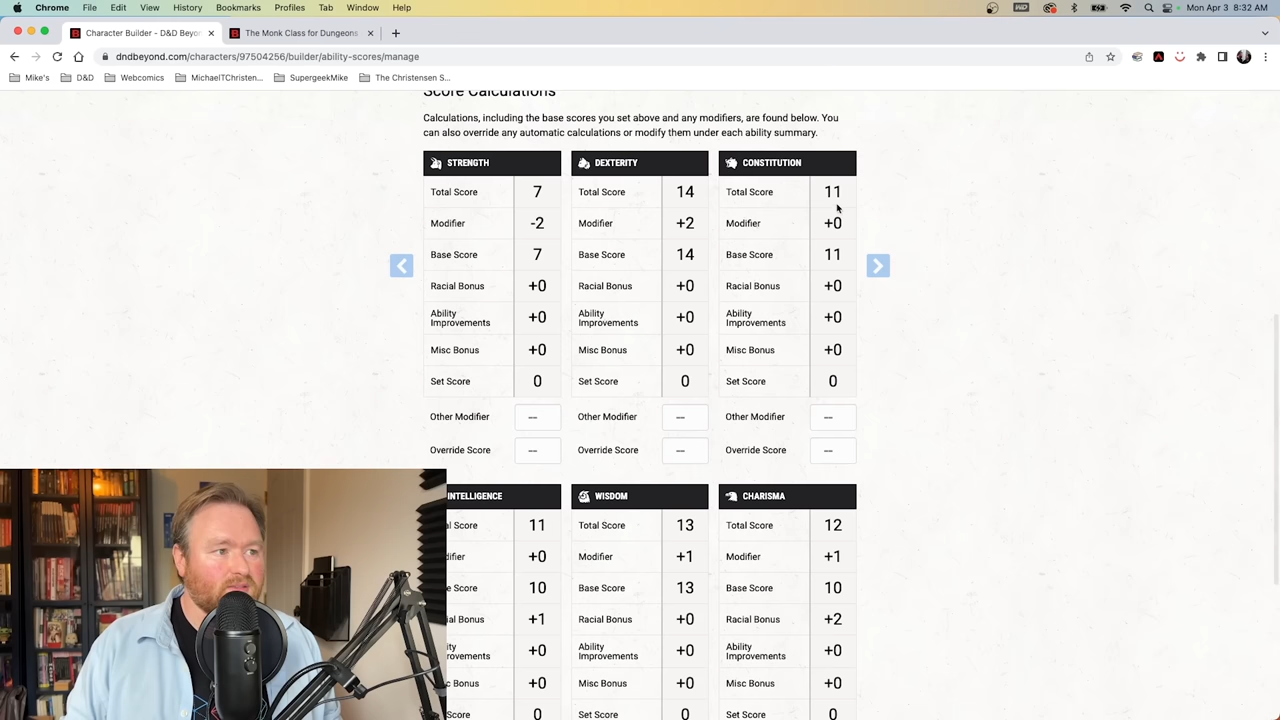 Chrome File Edit View History Bookmarks Profiles Tab Window Help Mon Apr 3 8:32 AM
Character Builder - D&D Beyon The Monk Class for Dungeons
dndbeyond.com/characters/97504256/builder/ability-scores/manage
Mike's D&D Webcomics MichaelTChristen... SupergeekMike The Christensen S...
Score Calculations
Calculations, including the base scores you set above and any modifiers, are found below. You
can also override any automatic calculations or modify them under each ability summary.
STRENGTH DEXTERITY CONSTITUTION
Total Score 7 Total Score 14 Total Score 11
Modifier -2 Modifier +2 Modifier +0
Base Score 7 Base Score 14 Base Score 11
Racial Bonus +0 Racial Bonus +0 Racial Bonus +0
Ability Improvements +0 Ability Improvements +0 Ability Improvements +0
Misc Bonus +0 Misc Bonus +0 Misc Bonus +0
Set Score 0 Set Score 0 Set Score 0
Other Modifier -- Other Modifier -- Other Modifier --
Override Score -- Override Score -- Override Score --
INTELLIGENCE WISDOM CHARISMA
Score 11 Total Score 13 Total Score 12
+0 Modifier +1 Modifier +1
Score 10 Base Score 13 Base Score 10
Bonus +1 Racial Bonus +0 Racial Bonus +2
+0 Ability Improvements +0 Ability Improvements +0
Bonus +0 Misc Bonus +0 Misc Bonus +0
Score 0 Set Score 0 Set Score 0